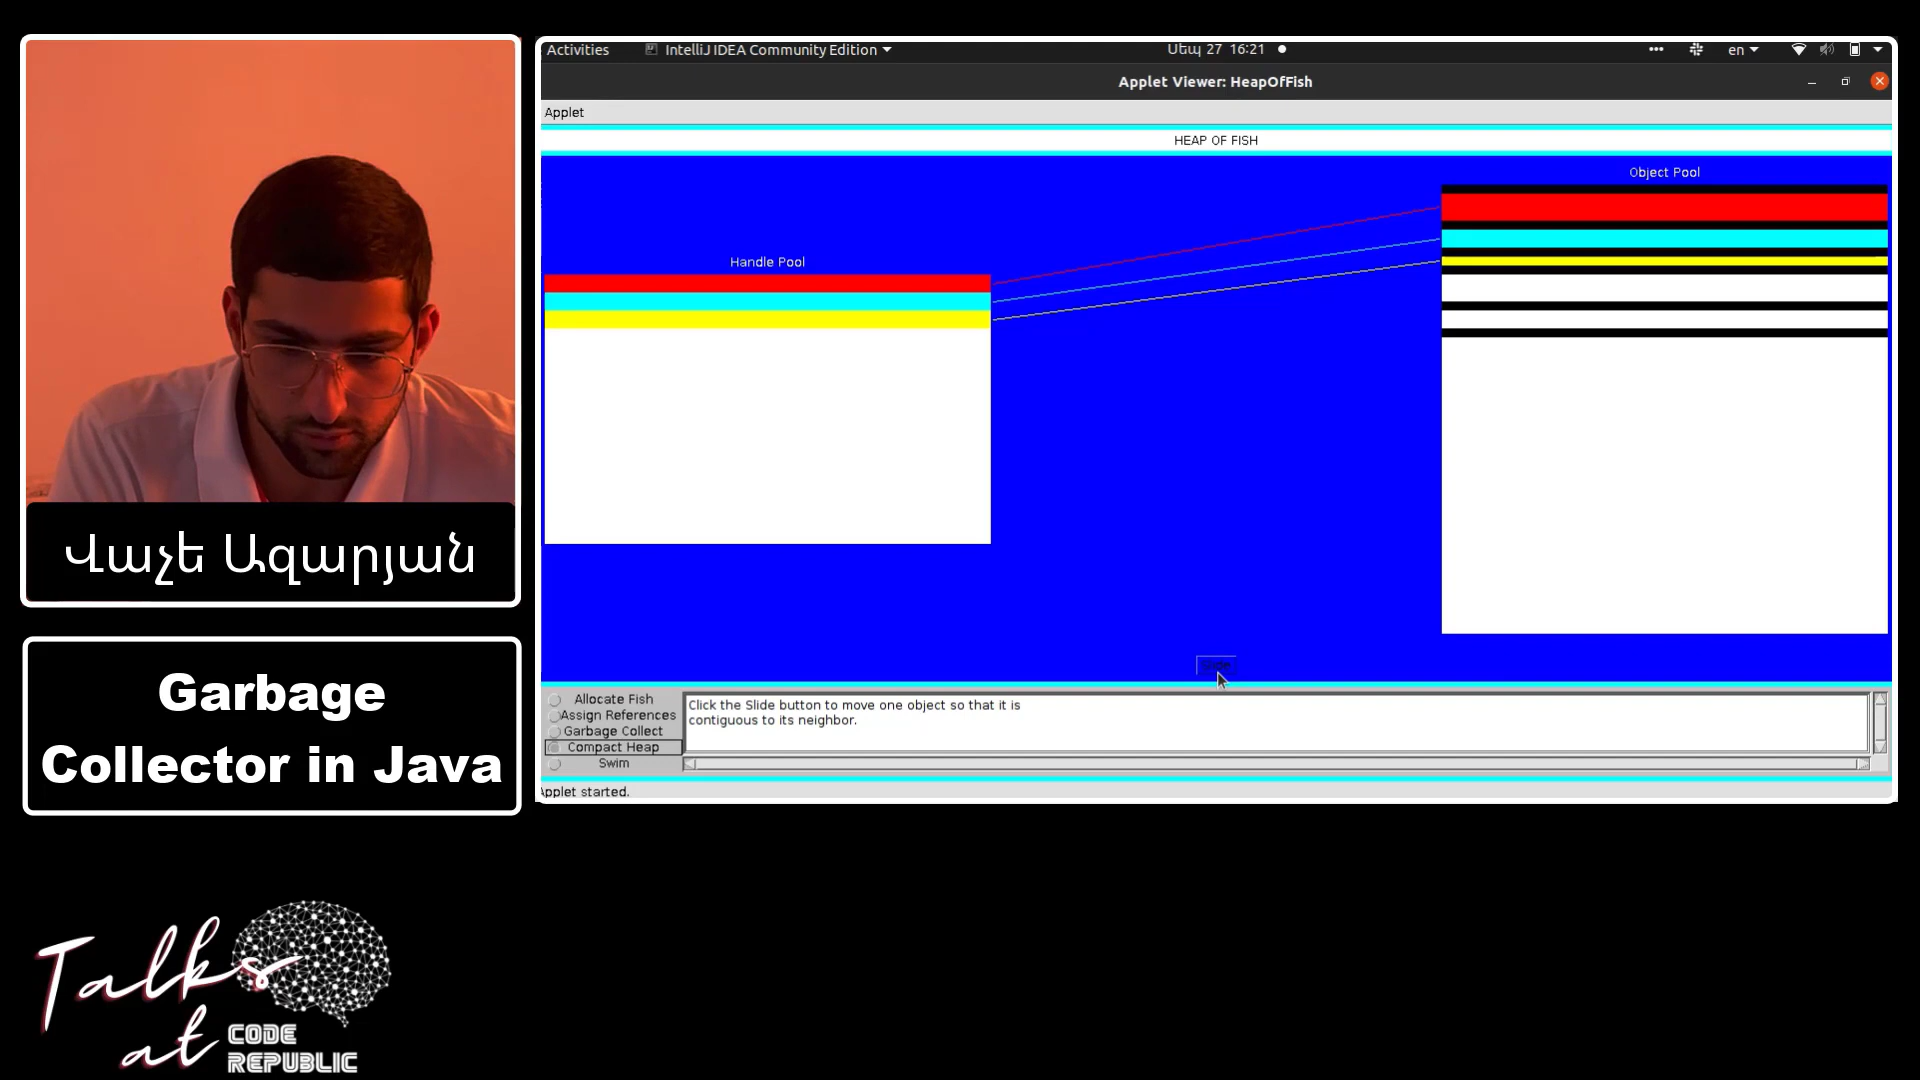 Վաչե Ազարյան
Garbage
Collector in Java
Talks
at
CODE
REPUBLIC
Activities
IntelliJ IDEA Community Edition
Սեպ 27 16:21
en
Applet Viewer: HeapOfFish
Applet
HEAP OF FISH
Object Pool
Handle Pool
Slide
Allocate Fish
Assign References
Garbage Collect
Compact Heap
Swim
Click the Slide button to move one object so that it is
contiguous to its neighbor.
Applet started.